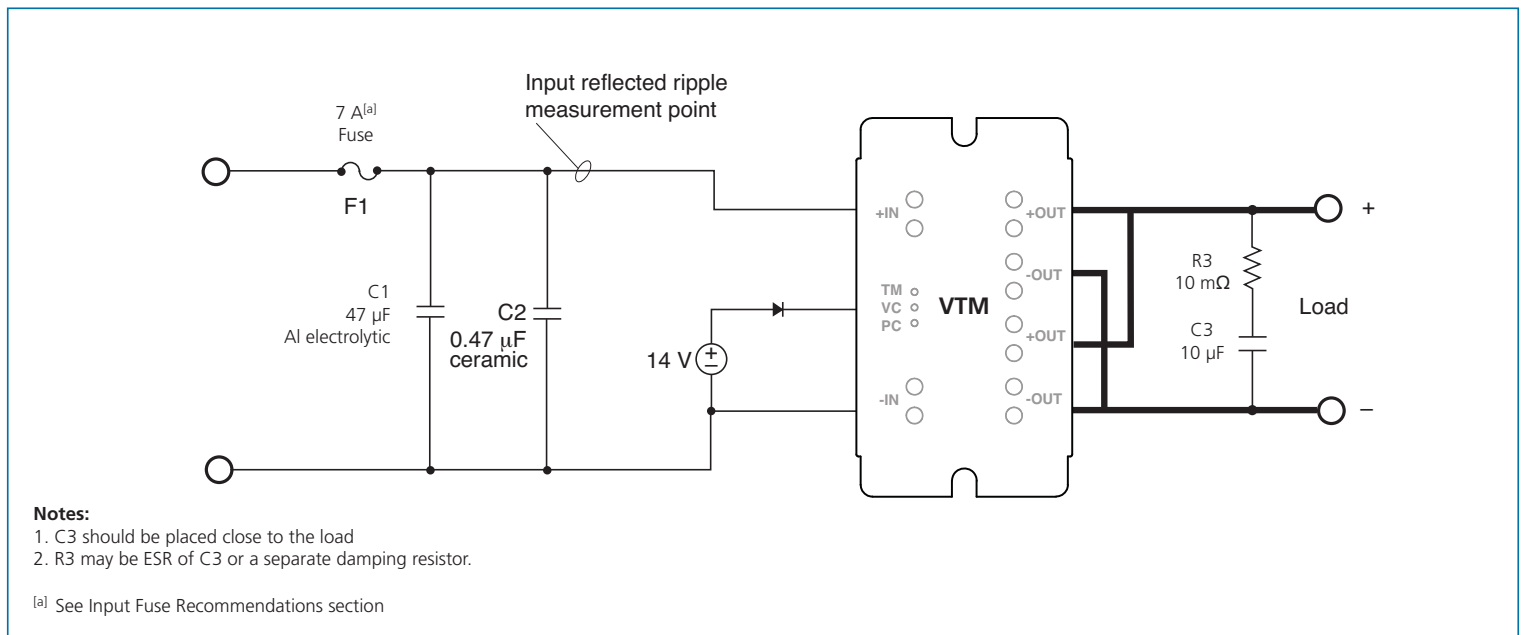 Input reflected ripple
measurement point
7 A[a]
Fuse
F1
C1
47 µF
Al electrolytic
C2
0.47 µF
ceramic
14 V
+
–
+IN
TM
VC
PC
-IN
VTM
+OUT
-OUT
+OUT
-OUT
R3
10 mΩ
C3
10 µF
Load
+
–
Notes:
1. C3 should be placed close to the load
2. R3 may be ESR of C3 or a separate damping resistor.
[a] See Input Fuse Recommendations section